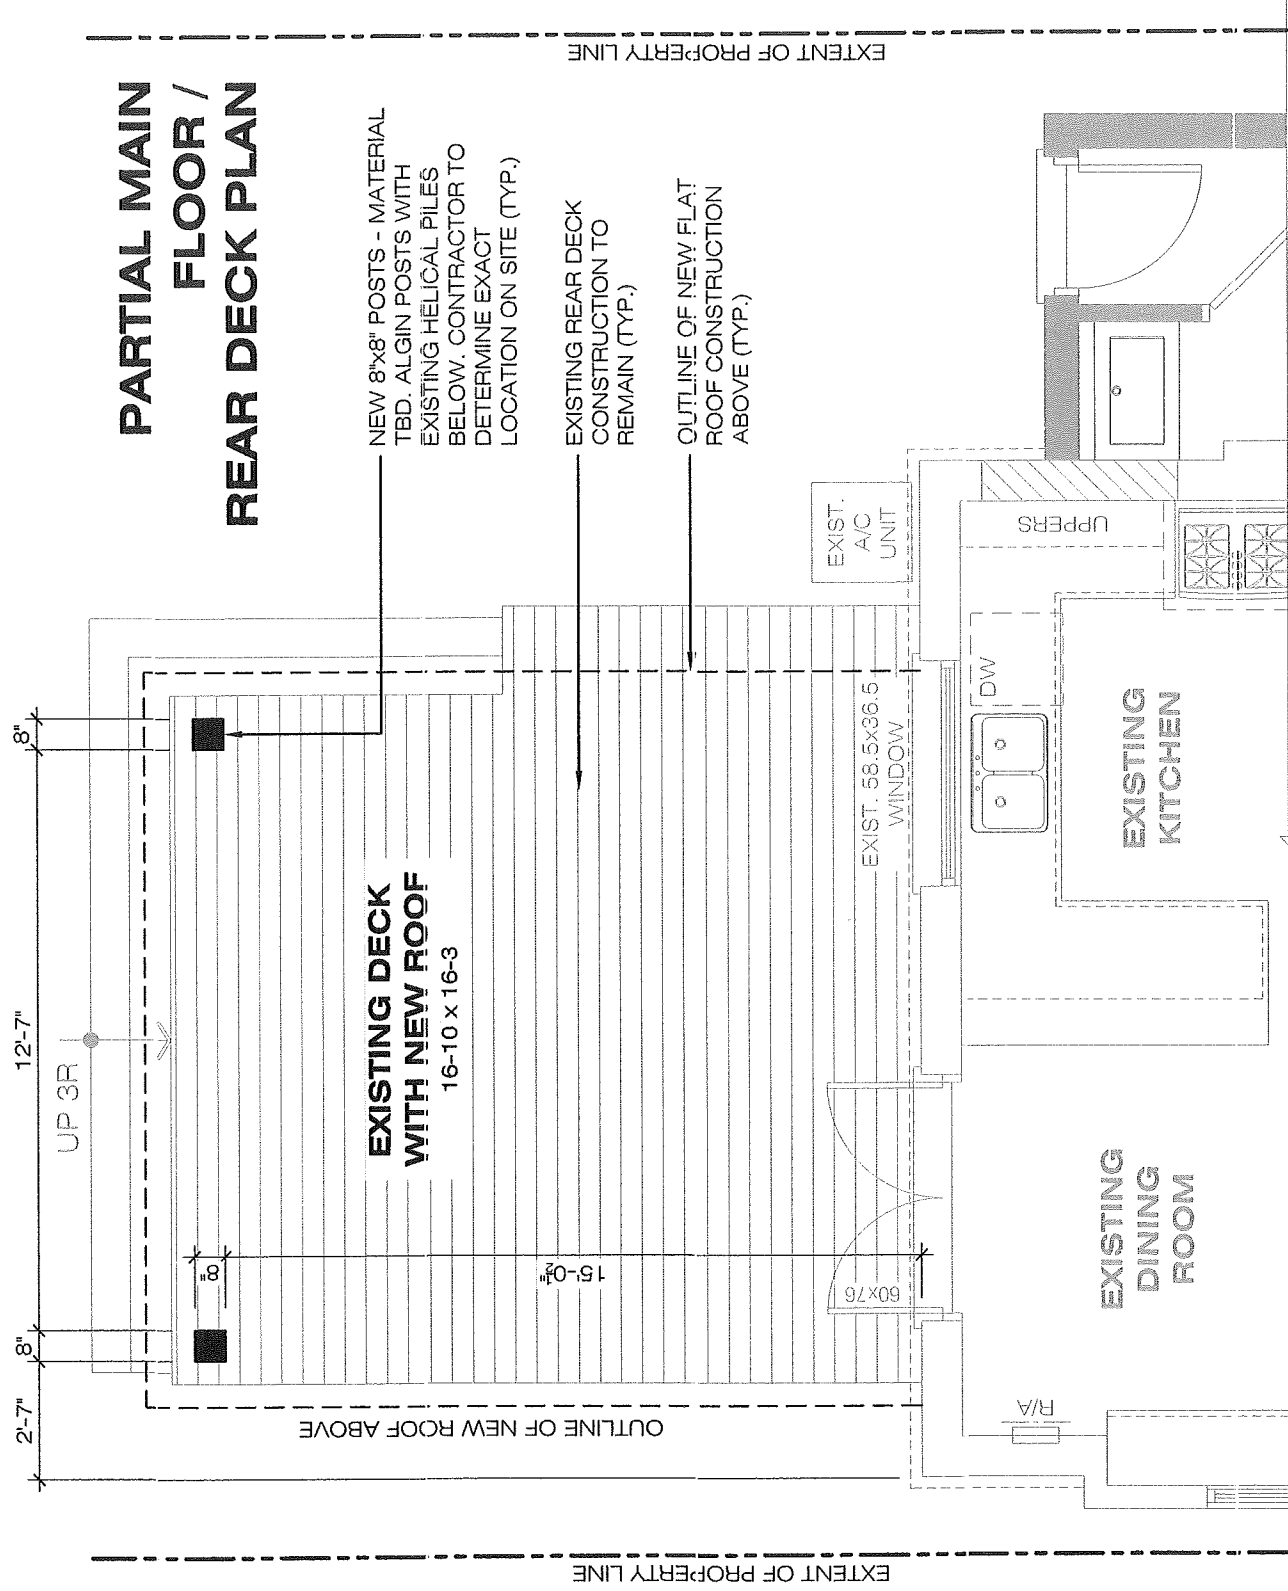 EXTENT OF PROPERTY LINE
PARTIAL MAIN
FLOOR /
REAR DECK PLAN
NEW 8"x8" POSTS - MATERIAL
TBD. ALGIN POSTS WITH
EXISTING HELICAL PILES
BELOW. CONTRACTOR TO
DETERMINE EXACT
LOCATION ON SITE (TYP.)
EXISTING REAR DECK
CONSTRUCTION TO
REMAIN (TYP.)
OUTLINE OF NEW FLAT
ROOF CONSTRUCTION
ABOVE (TYP.)
2'-7"
8"
12'-7"
8"
UP 3R
EXISTING DECK
WITH NEW ROOF
16-10 x 16-3
8"
15'-0½"
OUTLINE OF NEW ROOF ABOVE
60x76
EXIST. 58.5x36.5
WINDOW
EXIST.
A/C
UNIT
DW
UPPERS
EXISTING
KITCHEN
EXISTING
DINING
ROOM
R/A
EXTENT OF PROPERTY LINE